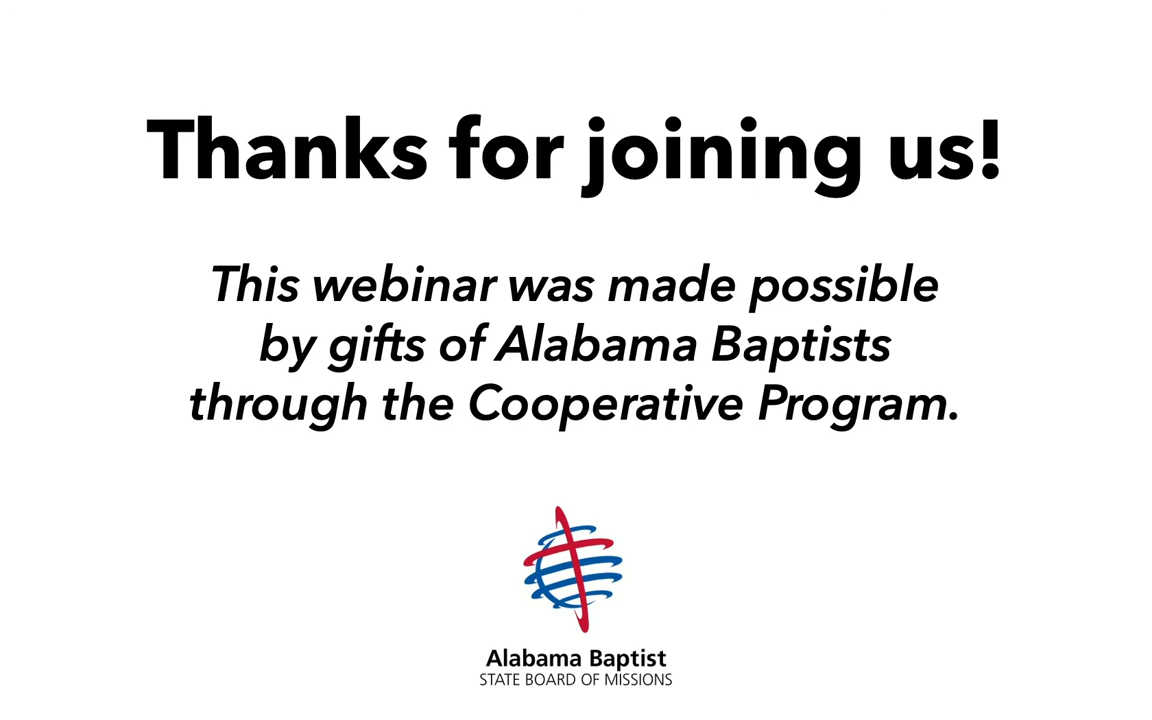 Thanks for joining us!
This webinar was made possible
by gifts of Alabama Baptists
through the Cooperative Program.
Alabama Baptist
STATE BOARD OF MISSIONS